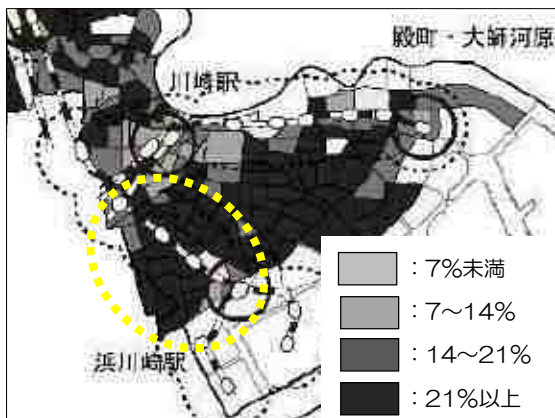 殿町・大師河原
川崎駅
浜川崎駅
：7%未満
：7～14%
：14～21%
：21%以上